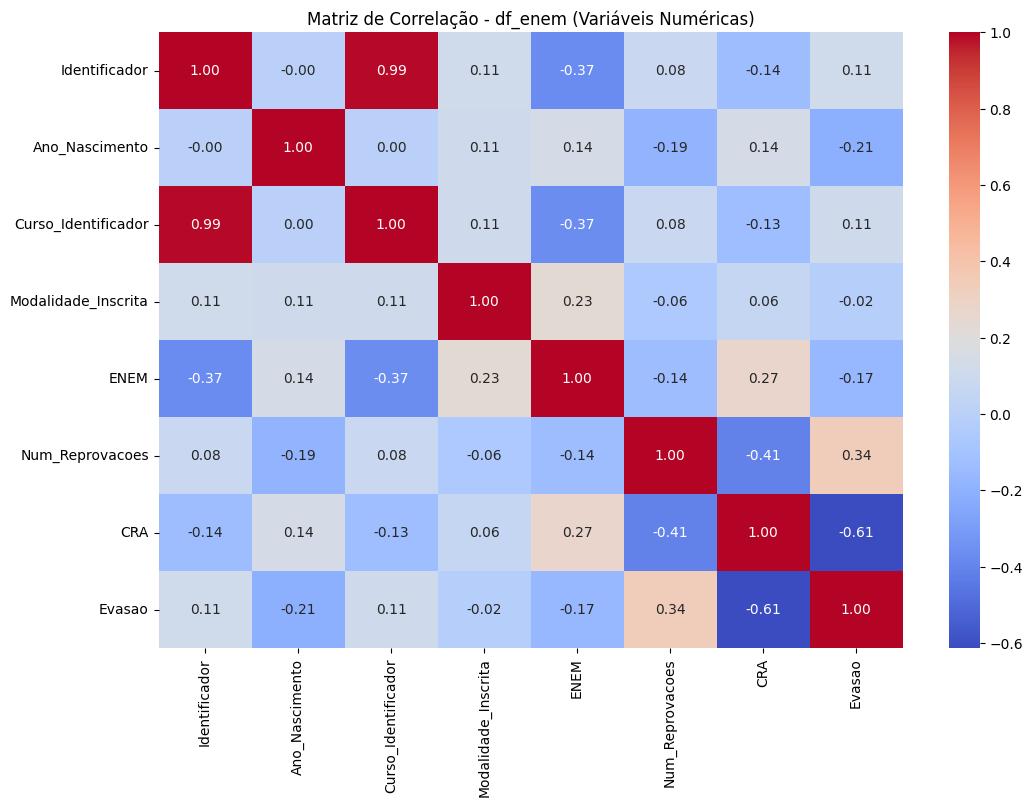 Matriz de Correlação - df_enem (Variáveis Numéricas)
Identificador 1.00 -0.00 0.99 0.11 -0.37 0.08 -0.14 0.11
Ano_Nascimento -0.00 1.00 0.00 0.11 0.14 -0.19 0.14 -0.21
Curso_Identificador 0.99 0.00 1.00 0.11 -0.37 0.08 -0.13 0.11
Modalidade_Inscrita 0.11 0.11 0.11 1.00 0.23 -0.06 0.06 -0.02
ENEM -0.37 0.14 -0.37 0.23 1.00 -0.14 0.27 -0.17
Num_Reprovacoes 0.08 -0.19 0.08 -0.06 -0.14 1.00 -0.41 0.34
CRA -0.14 0.14 -0.13 0.06 0.27 -0.41 1.00 -0.61
Evasao 0.11 -0.21 0.11 -0.02 -0.17 0.34 -0.61 1.00
Identificador
Ano_Nascimento
Curso_Identificador
Modalidade_Inscrita
ENEM
Num_Reprovacoes
CRA
Evasao
1.0
0.8
0.6
0.4
0.2
0.0
−0.2
−0.4
−0.6